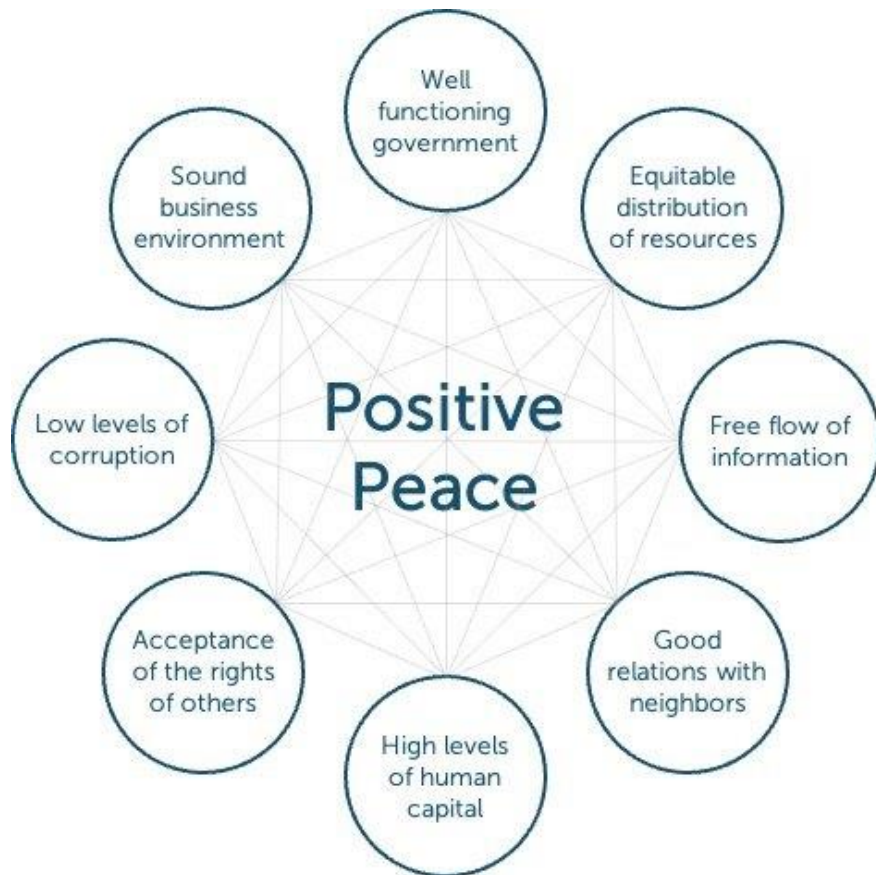 Well
functioning
government
Equitable
distribution
of resources
Free flow of
information
Good
relations with
neighbors
High levels
of human
capital
Acceptance
of the rights
of others
Low levels of
corruption
Sound
business
environment
Positive
Peace